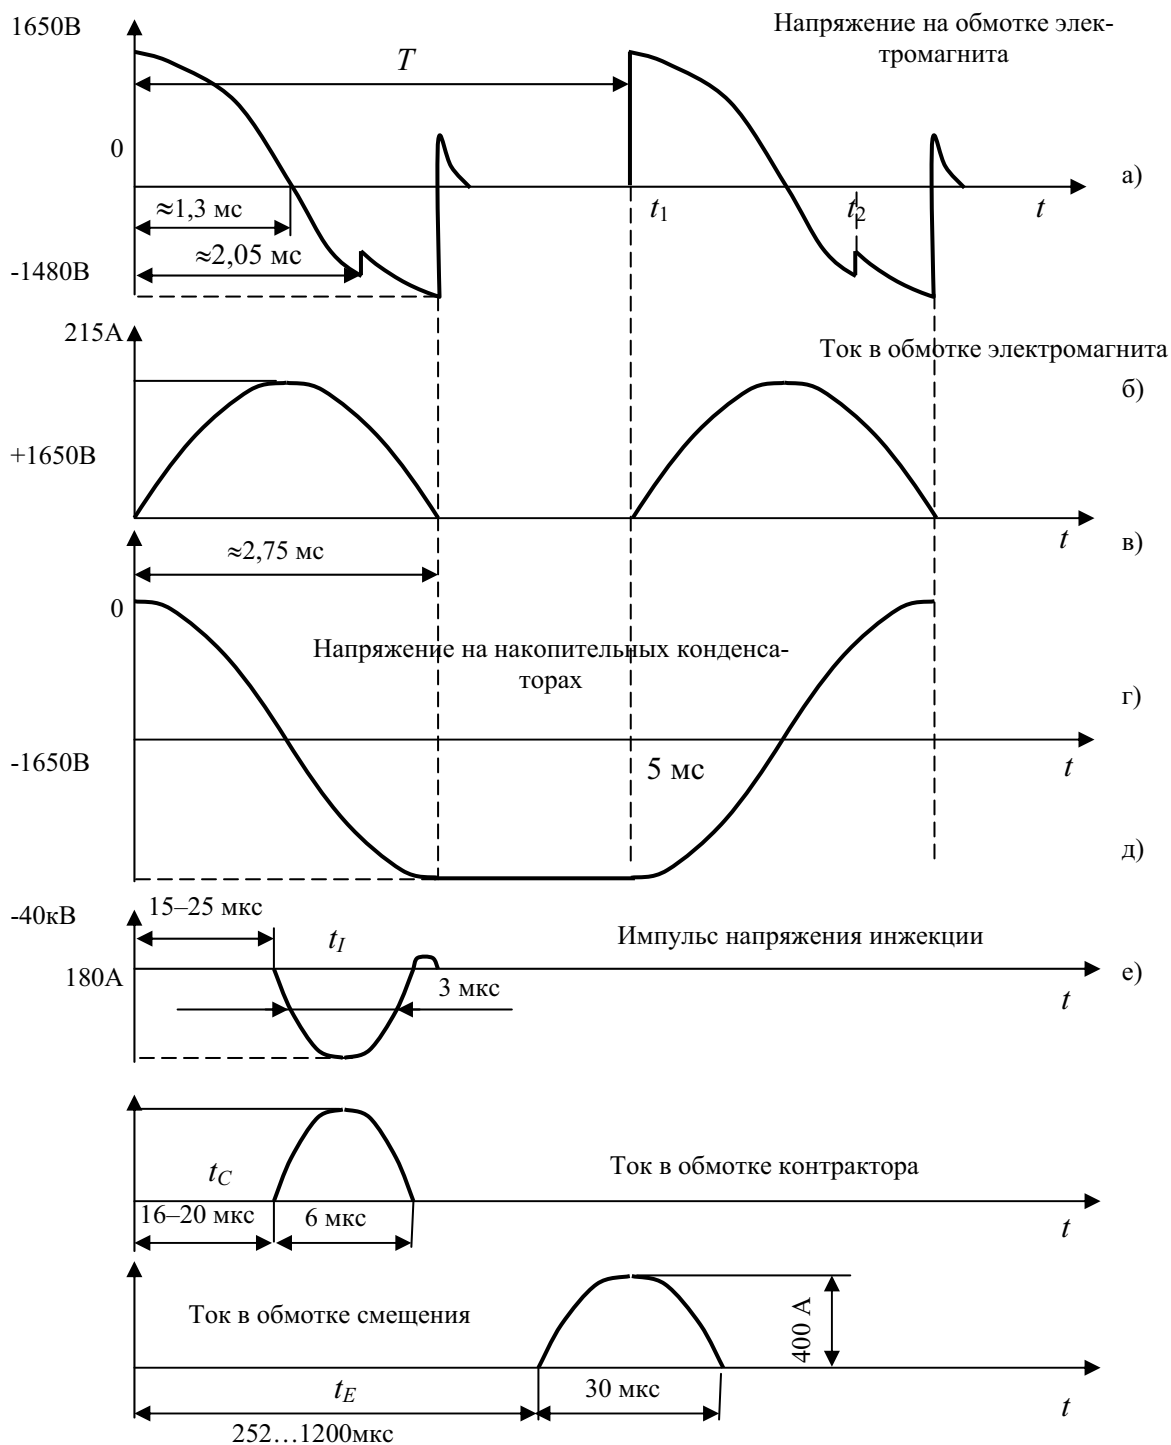 1650В
Напряжение на обмотке элек-
тромагнита
T
0
а)
t1
t2
t
≈1,3 мс
≈2,05 мс
-1480В
215А
Ток в обмотке электромагнита
б)
+1650В
t
в)
≈2,75 мс
0
Напряжение на накопительных конденса-
торах
г)
-1650В
5 мс
t
д)
15–25 мкс
-40кВ
tI
Импульс напряжения инжекции
180А
3 мкс
е)
t
tC
Ток в обмотке контрактора
16–20 мкс
6 мкс
t
Ток в обмотке смещения
400 А
tE
30 мкс
t
252…1200мкс